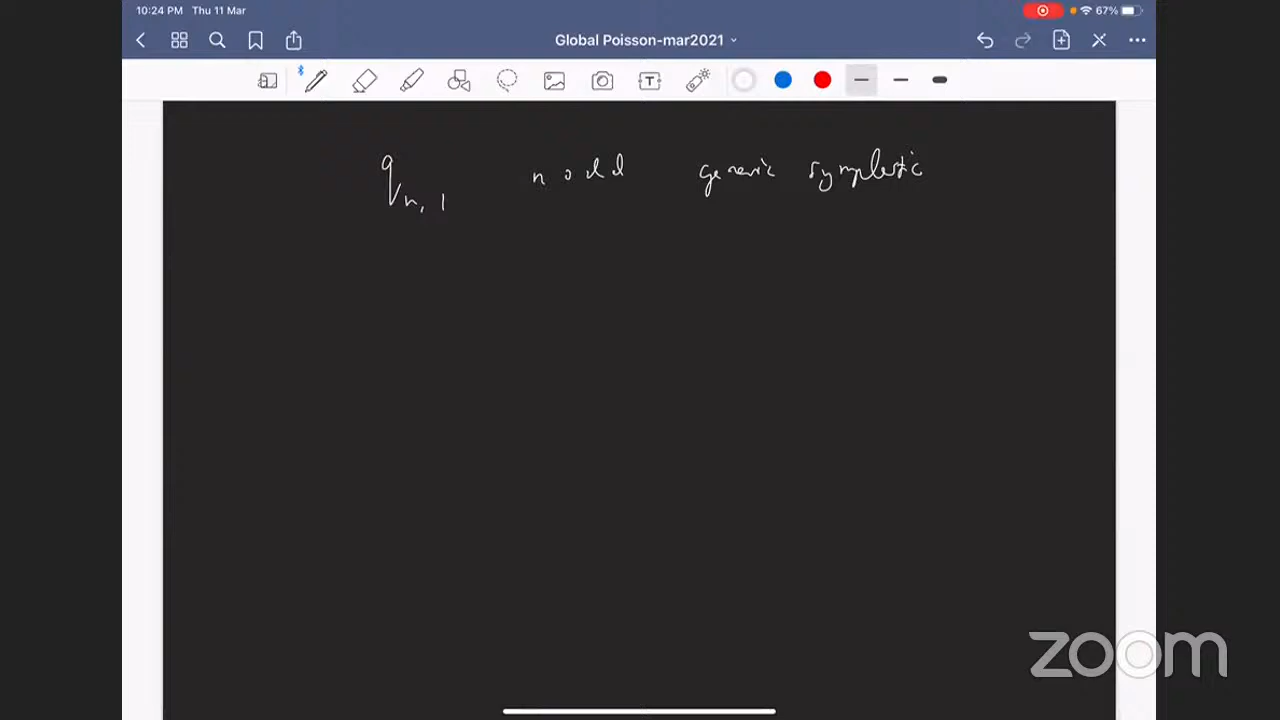 10:24 PM Thu 11 Mar 67%
Global Poisson-mar2021
T
q_{n,1} n odd generic symplectic
zoom